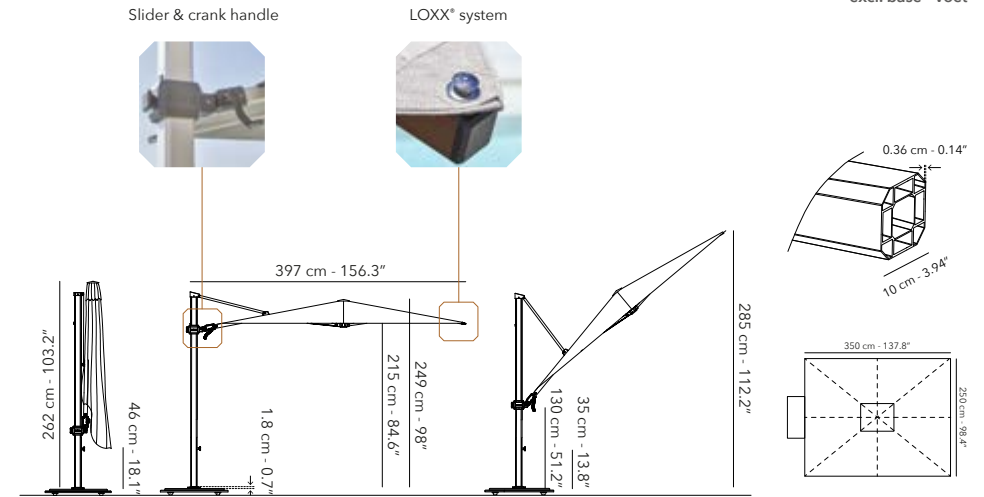 Slider & crank handle
LOXX® system
0.36 cm - 0.14”
10 cm - 3.94”
397 cm - 156.3”
262 cm - 103.2”
46 cm - 18.1”
1.8 cm - 0.7”
215 cm - 84.6”
249 cm - 98”
130 cm - 51.2”
35 cm - 13.8”
285 cm - 112.2”
350 cm - 137.8”
250 cm - 98.4”